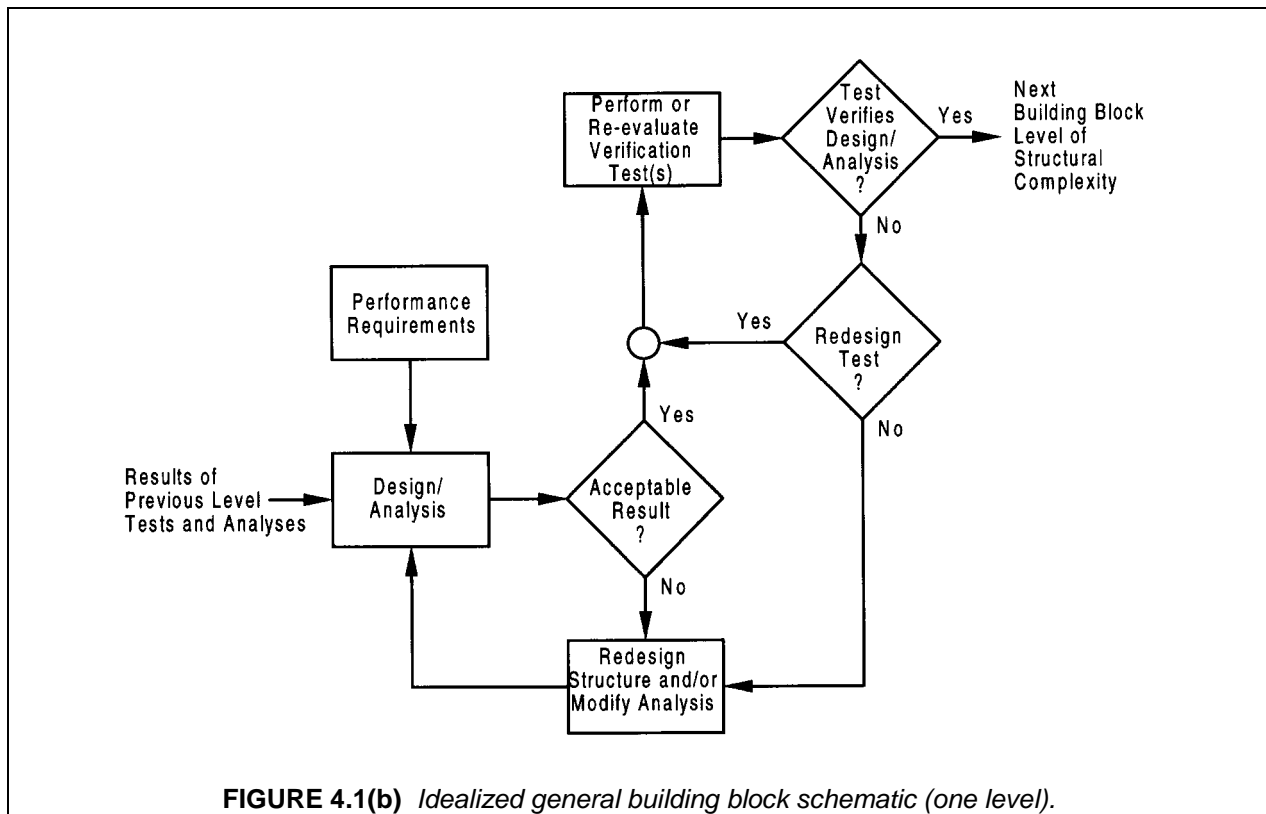 Perform or
Re-evaluate
Verification
Test(s)
Test
Verifies
Design/
Analysis
?
Yes
Next
Building Block
Level of
Structural
Complexity
No
Performance
Requirements
Yes
Redesign
Test
?
No
Yes
Results of
Previous Level
Tests and Analyses
Design/
Analysis
Acceptable
Result
?
No
Redesign
Structure and/or
Modify Analysis
FIGURE 4.1(b) Idealized general building block schematic (one level).